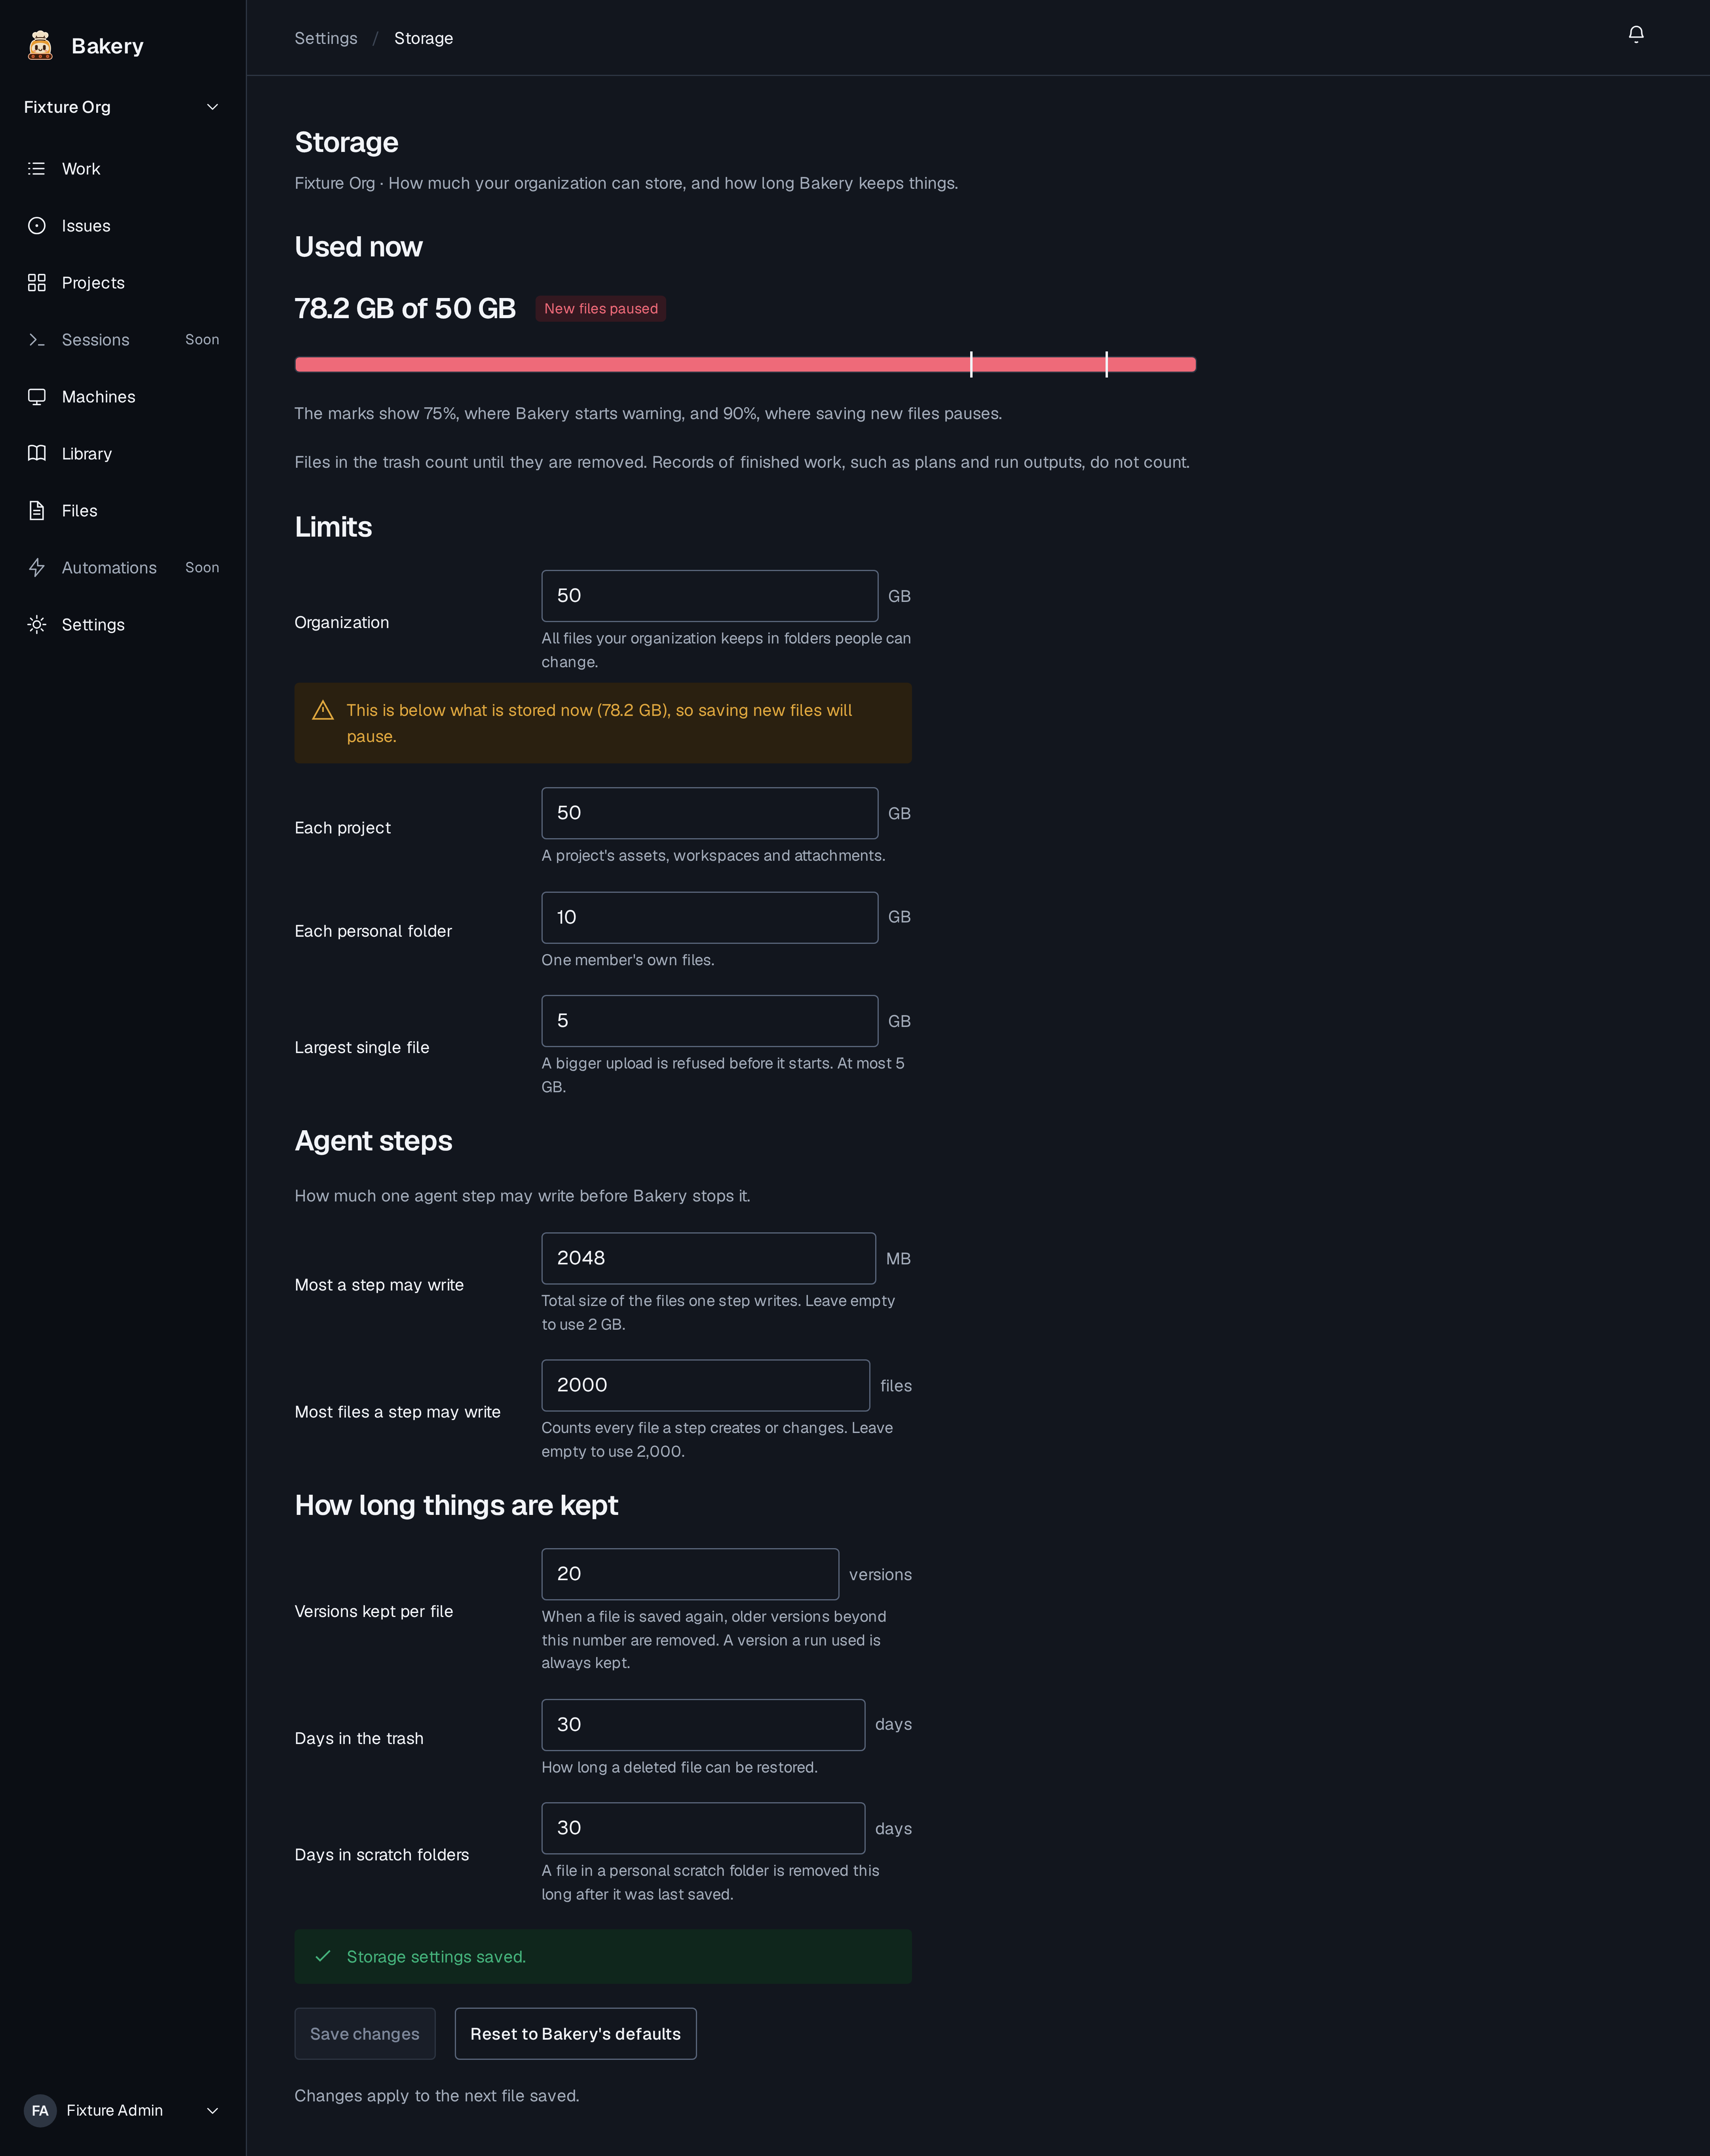 Bakery
Settings / Storage
Fixture Org
Work
Issues
Projects
Sessions Soon
Machines
Library
Files
Automations Soon
Settings
Storage
Fixture Org · How much your organization can store, and how long Bakery keeps things.
Used now
78.2 GB of 50 GB New files paused
The marks show 75%, where Bakery starts warning, and 90%, where saving new files pauses.
Files in the trash count until they are removed. Records of finished work, such as plans and run outputs, do not count.
Limits
Organization
50 GB
All files your organization keeps in folders people can
change.
This is below what is stored now (78.2 GB), so saving new files will
pause.
Each project
50 GB
A project's assets, workspaces and attachments.
Each personal folder
10 GB
One member's own files.
Largest single file
5 GB
A bigger upload is refused before it starts. At most 5
GB.
Agent steps
How much one agent step may write before Bakery stops it.
Most a step may write
2048 MB
Total size of the files one step writes. Leave empty
to use 2 GB.
Most files a step may write
2000 files
Counts every file a step creates or changes. Leave
empty to use 2,000.
How long things are kept
Versions kept per file
20 versions
When a file is saved again, older versions beyond
this number are removed. A version a run used is
always kept.
Days in the trash
30 days
How long a deleted file can be restored.
Days in scratch folders
30 days
A file in a personal scratch folder is removed this
long after it was last saved.
Storage settings saved.
Save changes Reset to Bakery's defaults
Changes apply to the next file saved.
FA Fixture Admin